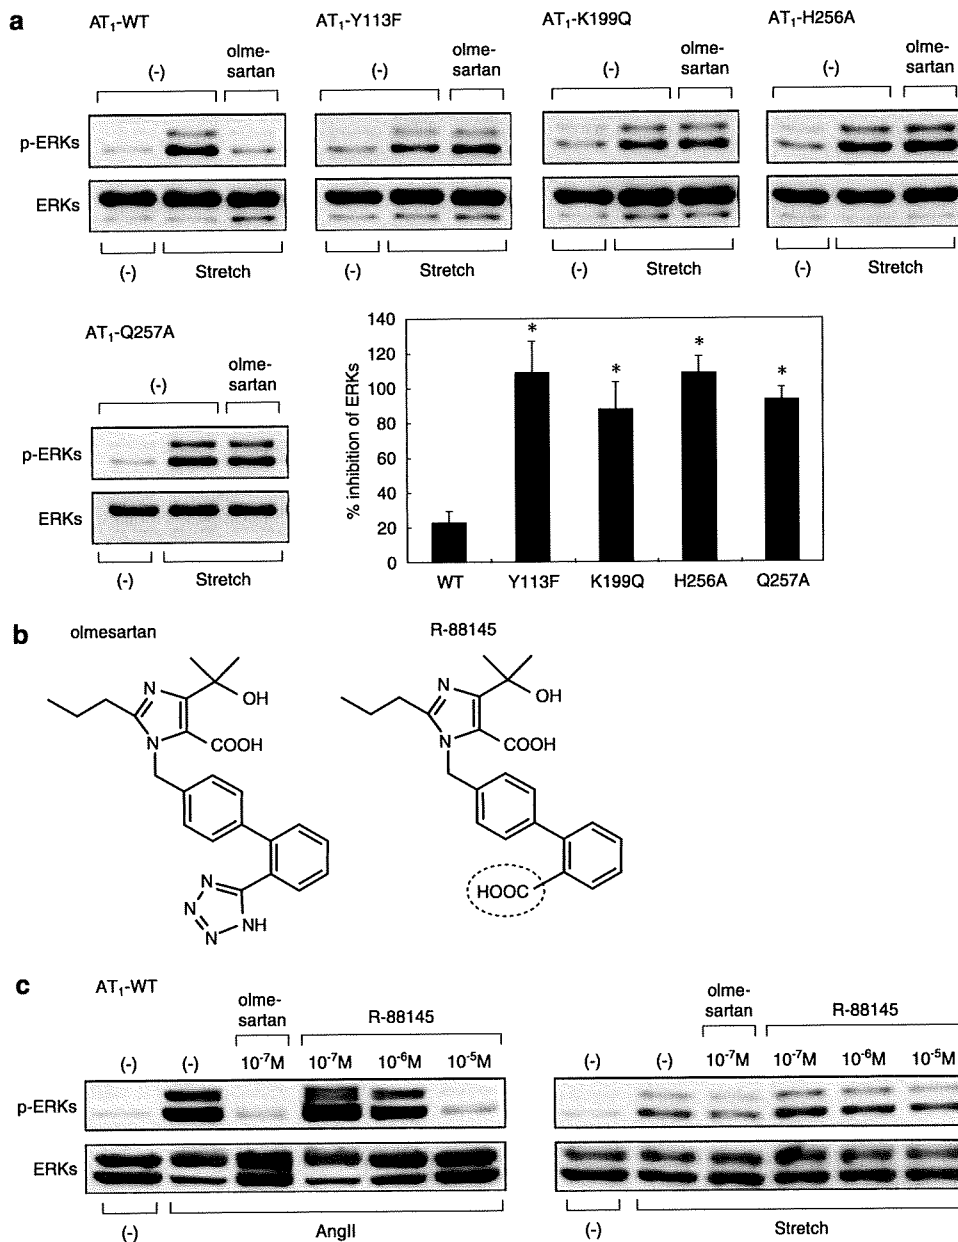 a
AT1-WT
AT1-Y113F
AT1-K199Q
AT1-H256A
(-)
olme-
sartan
(-)
olme-
sartan
(-)
olme-
sartan
(-)
olme-
sartan
p-ERKs
ERKs
(-)
Stretch
(-)
Stretch
(-)
Stretch
(-)
Stretch
AT1-Q257A
(-)
olme-
sartan
p-ERKs
ERKs
(-)
Stretch
% inhibition of ERKs
140
120
100
80
60
40
20
0
*
*
*
*
WT
Y113F
K199Q
H256A
Q257A
b
olmesartan
R-88145
N
OH
N
COOH
N
N
N
NH
N
OH
N
COOH
HOOC
c
AT1-WT
olme-
sartan
R-88145
(-)
(-)
10-7M
10-7M
10-6M
10-5M
olme-
sartan
R-88145
(-)
(-)
10-7M
10-7M
10-6M
10-5M
p-ERKs
ERKs
(-)
AngII
(-)
Stretch